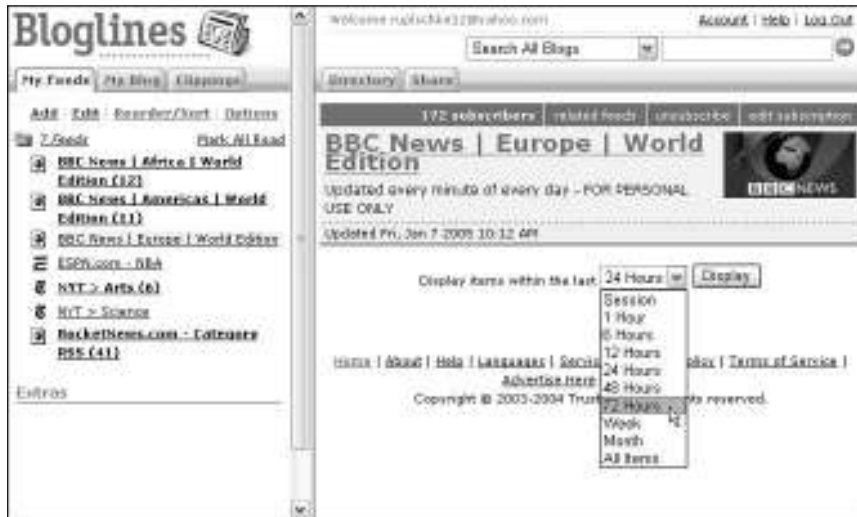 Bloglines
My Feeds My Blog Clippings
Add Edit Reorder/Sort Options
7 Feeds Mark All Read
BBC News | Africa | World
Edition (12)
BBC News | Americas | World
Edition (11)
BBC News | Europe | World Edition
ESPN.com - NBA
NYT > Arts (6)
NYT > Science
RocketNews.com - Category
RSS (41)
Extras
Welcome
Account | Help | Log Out
Search All Blogs
Directory Share
172 subscribers | related feeds | unsubscribe | edit subscription
BBC News | Europe | World
Edition
BBC NEWS
Updated every minute of every day - FOR PERSONAL
USE ONLY
Updated Fri, Jan 7 2005 10:12 AM
Display items within the last 24 Hours Display
Session
1 Hour
6 Hours
12 Hours
24 Hours
48 Hours
72 Hours
Week
Month
All Items
Home | About | Help | Languages | | Terms of Service |
Advertise Here
Copyright © 2003-2004 reserved.